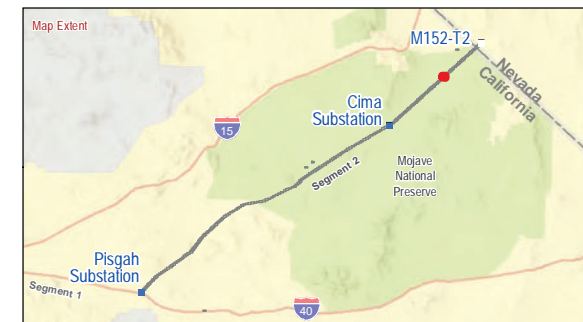 Map Extent
M152-T2
Nevada
California
Cima
Substation
15
Mojave
National
Preserve
Segment 2
Pisgah
Substation
Segment 1
40